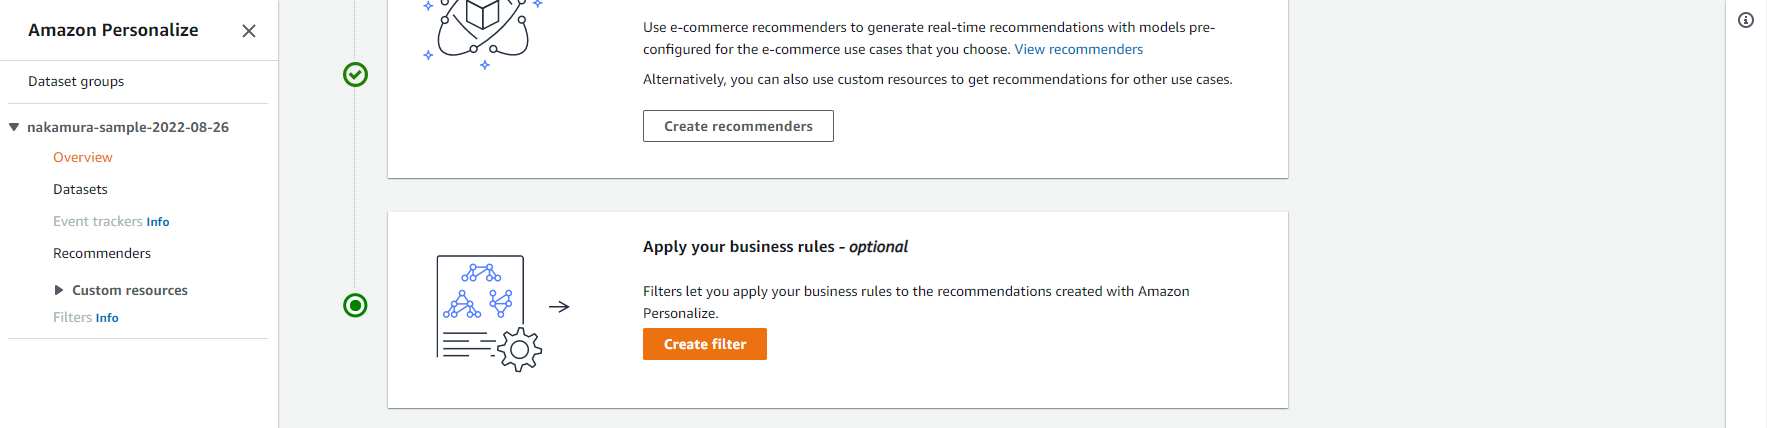 Amazon Personalize
Dataset groups
nakamura-sample-2022-08-26
Overview
Datasets
Event trackers Info
Recommenders
Custom resources
Filters Info
Use e-commerce recommenders to generate real-time recommendations with models pre-
configured for the e-commerce use cases that you choose. View recommenders
Alternatively, you can also use custom resources to get recommendations for other use cases.
Create recommenders
Apply your business rules - optional
Filters let you apply your business rules to the recommendations created with Amazon
Personalize.
Create filter